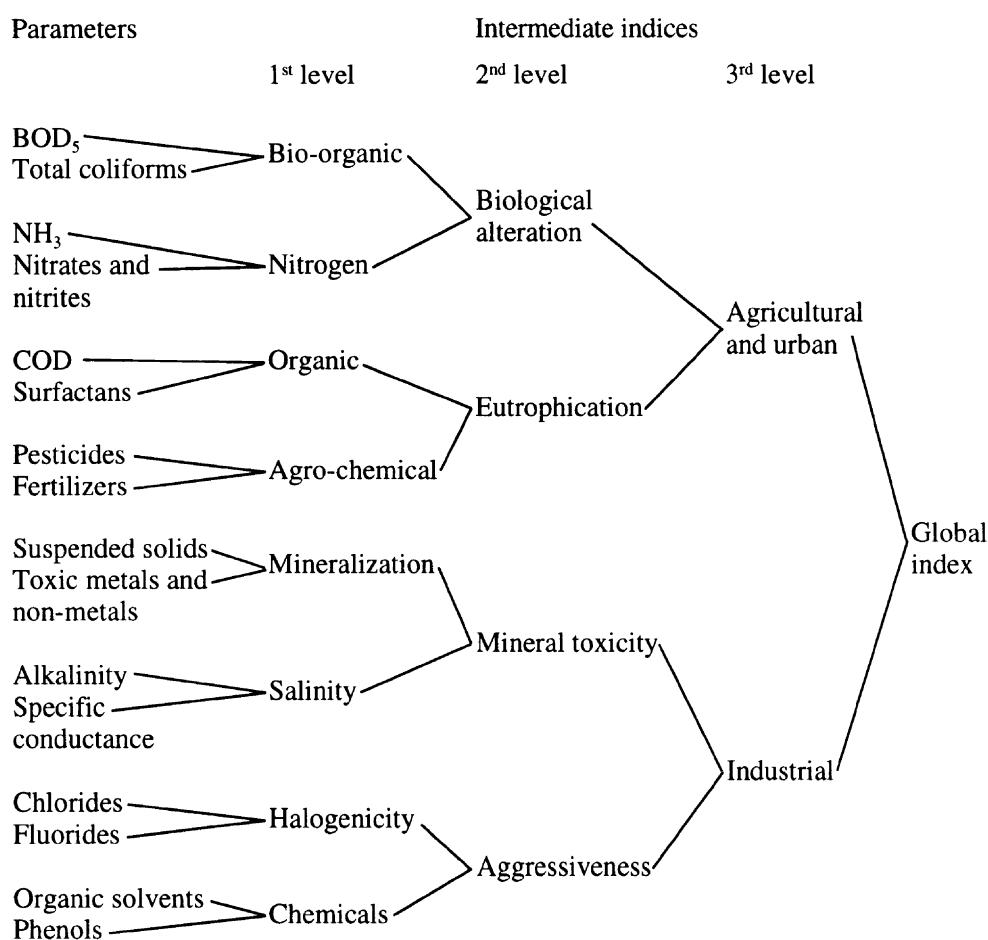 Parameters
Intermediate indices
1st level
2nd level
3rd level
BOD5
Total coliforms
Bio-organic
NH3
Nitrates and
nitrites
Nitrogen
Biological
alteration
COD
Surfactans
Organic
Pesticides
Fertilizers
Agro-chemical
Eutrophication
Agricultural
and urban
Suspended solids
Toxic metals and
non-metals
Mineralization
Alkalinity
Specific
conductance
Salinity
Mineral toxicity
Chlorides
Fluorides
Halogenicity
Organic solvents
Phenols
Chemicals
Aggressiveness
Industrial
Global
index